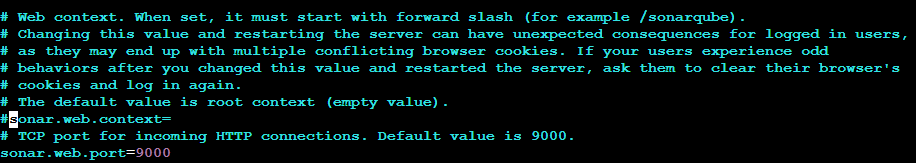 # Web context. When set, it must start with forward slash (for example /sonarqube).
# Changing this value and restarting the server can have unexpected consequences for logged in users,
# as they may end up with multiple conflicting browser cookies. If your users experience odd
# behaviors after you changed this value and restarted the server, ask them to clear their browser's
# cookies and log in again.
# The default value is root context (empty value).
#sonar.web.context=
# TCP port for incoming HTTP connections. Default value is 9000.
sonar.web.port=9000